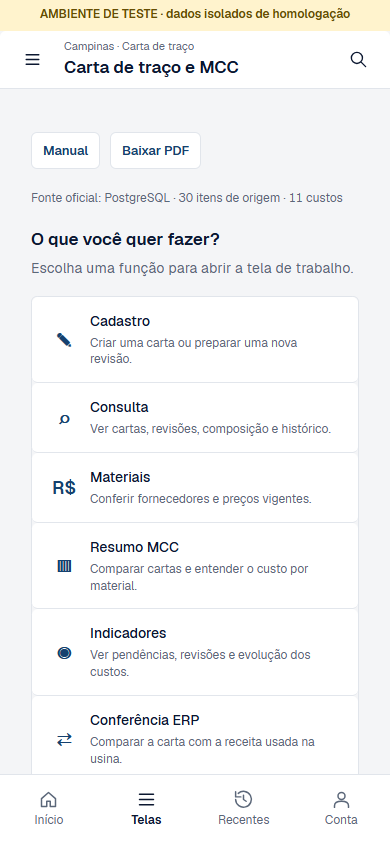 AMBIENTE DE TESTE · dados isolados de homologação
Campinas · Carta de traço
Carta de traço e MCC
Manual
Baixar PDF
Fonte oficial: PostgreSQL · 30 itens de origem · 11 custos
O que você quer fazer?
Escolha uma função para abrir a tela de trabalho.
Cadastro
Criar uma carta ou preparar uma nova
revisão.
Consulta
Ver cartas, revisões, composição e histórico.
R$
Materiais
Conferir fornecedores e preços vigentes.
Resumo MCC
Comparar cartas e entender o custo por
material.
Indicadores
Ver pendências, revisões e evolução dos
custos.
Conferência ERP
Comparar a carta com a receita usada na
usina.
Início
Telas
Recentes
Conta